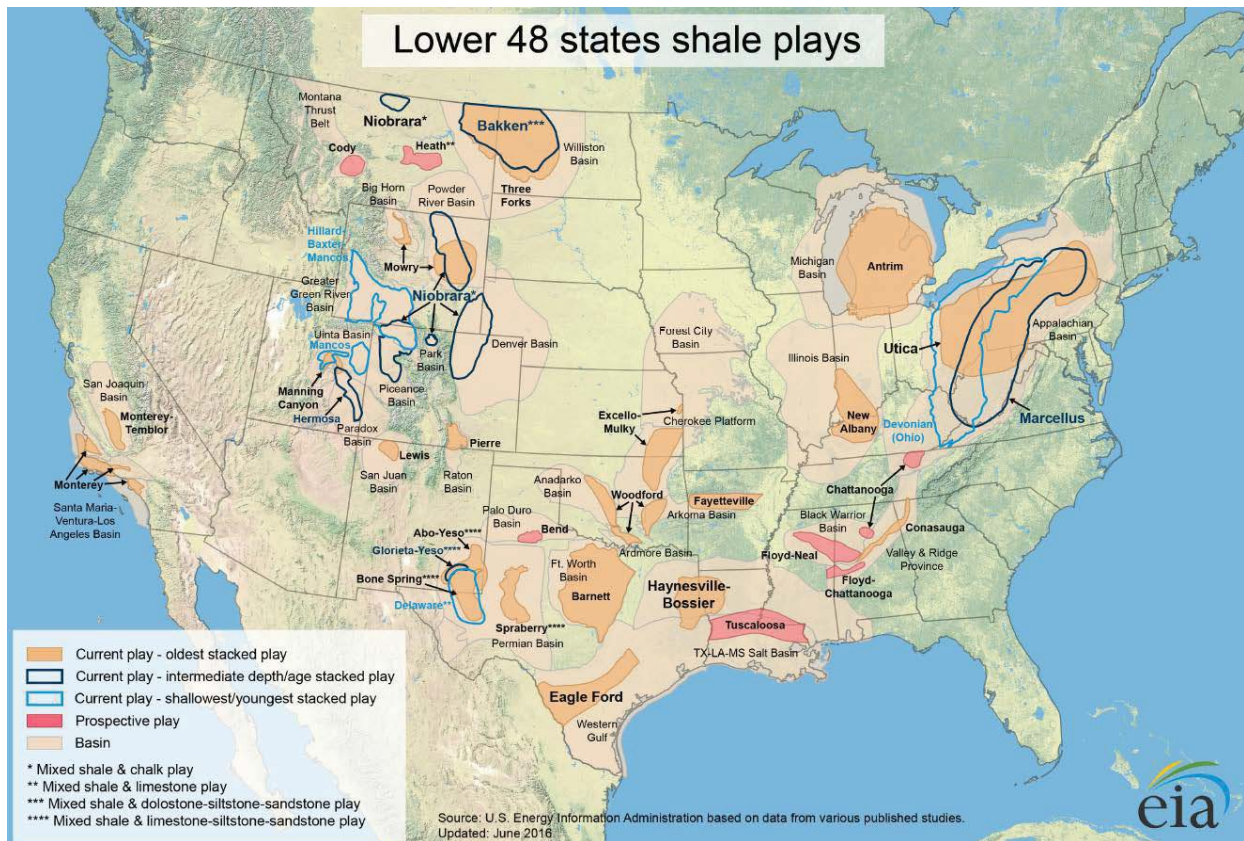 Lower 48 states shale plays
Montana
Thrust
Belt
Niobrara*
Bakken***
Williston
Basin
Cody
Heath**
Three
Forks
Big Horn
Basin
Powder
River Basin
Hillard-
Baxter-
Mancos
Mowry
Greater
Green River
Basin
Niobrara*
Uinta Basin
Mancos
Park
Basin
Denver Basin
Manning
Canyon
Hermosa
Piceance
Basin
Paradox
Basin
San Joaquin
Basin
Monterey-
Temblor
Monterey
Santa Maria-
Ventura-Los
Angeles Basin
Lewis
San Juan
Basin
Pierre
Raton
Basin
Michigan
Basin
Antrim
Forest City
Basin
Illinois Basin
Utica
Appalachian
Basin
Excello-
Mulky
Cherokee Platform
New
Albany
Devonian
(Ohio)
Marcellus
Anadarko
Basin
Woodford
Fayetteville
Arkoma Basin
Chattanooga
Palo Duro
Basin
Bend
Ardmore Basin
Black Warrior
Basin
Conasauga
Abo-Yeso****
Glorieta-Yeso****
Bone Spring****
Delaware**
Ft. Worth
Basin
Barnett
Haynesville-
Bossier
Floyd-Neal
Valley & Ridge
Province
Floyd-
Chattanooga
Spraberry****
Permian Basin
Tuscaloosa
TX-LA-MS Salt Basin
Eagle Ford
Western
Gulf
Current play - oldest stacked play
Current play - intermediate depth/age stacked play
Current play - shallowest/youngest stacked play
Prospective play
Basin
* Mixed shale & chalk play
** Mixed shale & limestone play
*** Mixed shale & dolostone-siltstone-sandstone play
**** Mixed shale & limestone-siltstone-sandstone play
Source: U.S. Energy Information Administration based on data from various published studies.
Updated: June 2016
eia